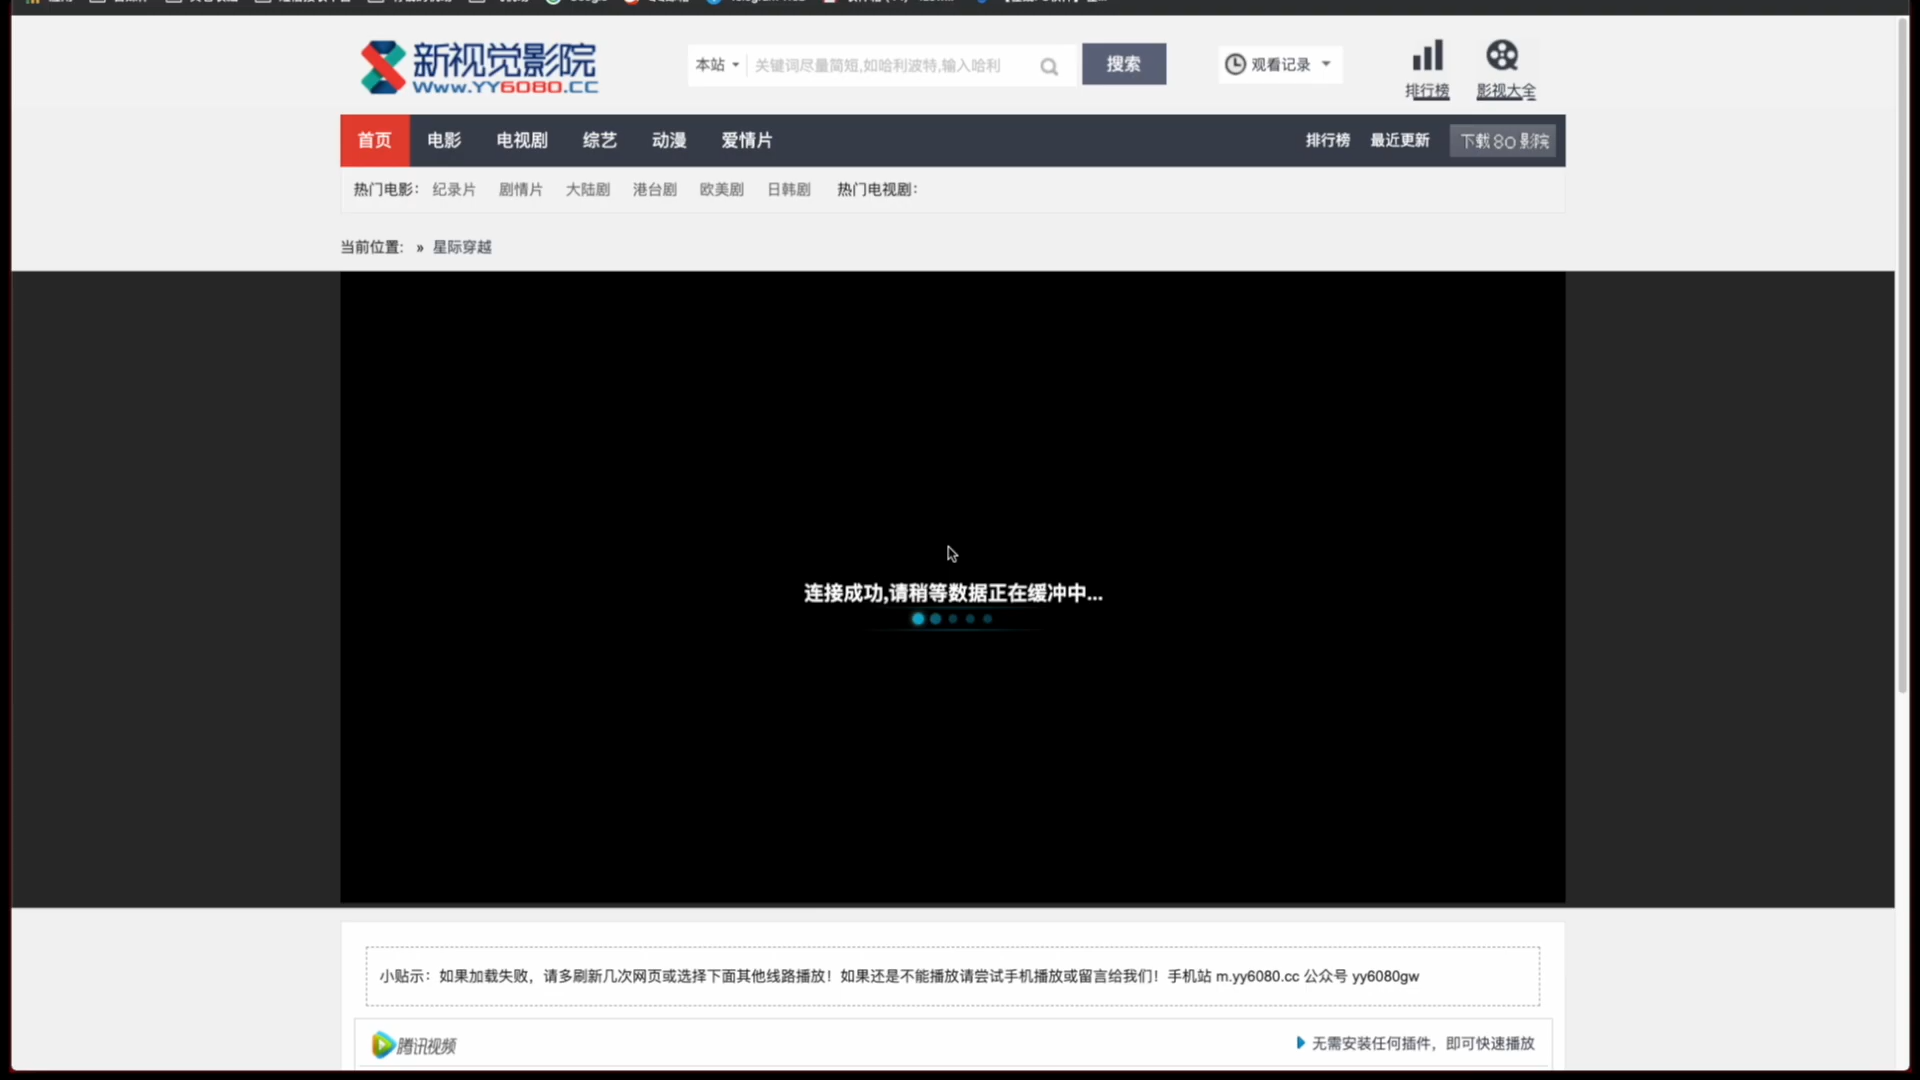 新视觉影院
Www.YY6080.CC
本站
关键词尽量简短,如哈利波特,输入哈利
搜索
观看记录
排行榜
影视大全
首页 电影 电视剧 综艺 动漫 爱情片
排行榜 最近更新 下载80影院
热门电影: 纪录片 剧情片 大陆剧 港台剧 欧美剧 日韩剧 热门电视剧:
当前位置: » 星际穿越
连接成功,请稍等数据正在缓冲中...
小贴示：如果加载失败，请多刷新几次网页或选择下面其他线路播放！如果还是不能播放请尝试手机播放或留言给我们！手机站 m.yy6080.cc 公众号 yy6080gw
腾讯视频
无需安装任何插件，即可快速播放